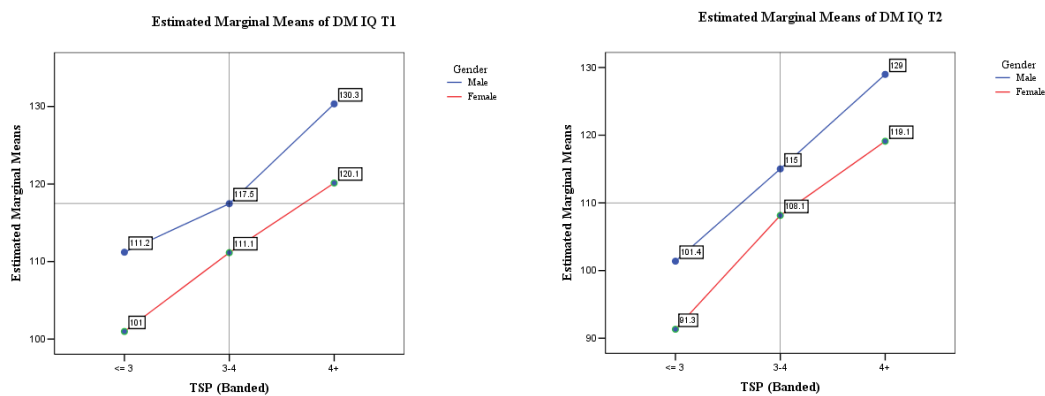 Estimated Marginal Means of DM IQ T1
Estimated Marginal Means
130
120
110
100
130.3
120.1
117.5
111.2
111.1
101
<= 3
3-4
4+
TSP (Banded)
Gender
Male
Female
Estimated Marginal Means of DM IQ T2
Estimated Marginal Means
130
120
110
100
90
129
119.1
115
108.1
101.4
91.3
<= 3
3-4
4+
TSP (Banded)
Gender
Male
Female